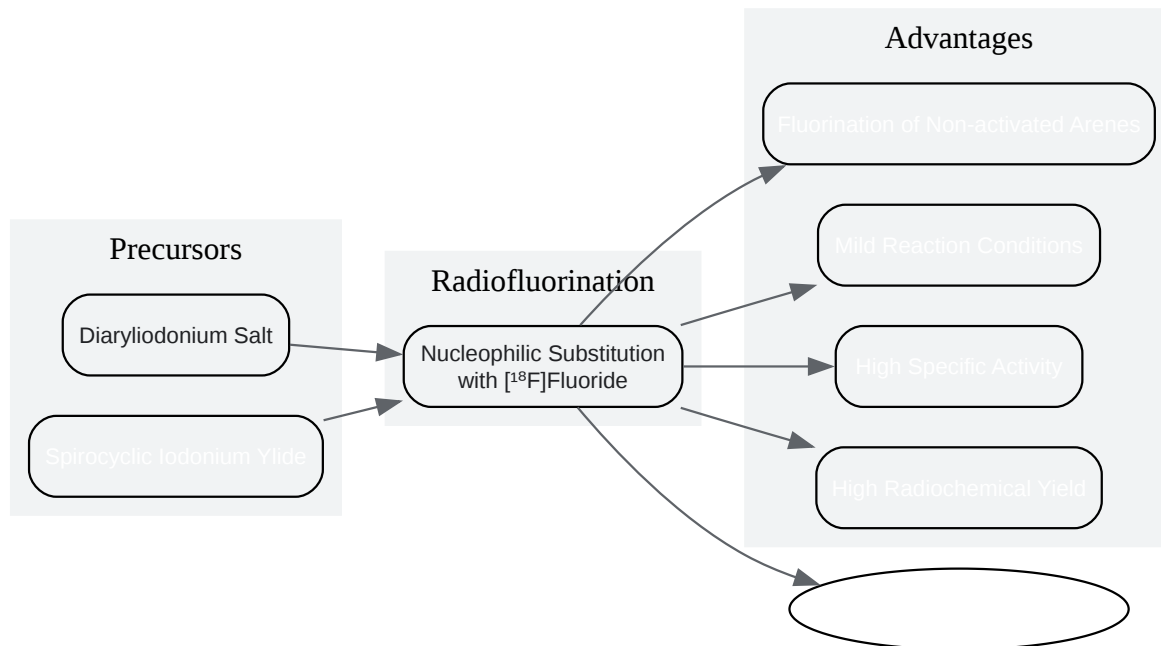 Advantages
Fluorination of Non-activated Arenes
Mild Reaction Conditions
High Specific Activity
High Radiochemical Yield
Precursors
Diaryliodonium Salt
Spirocyclic Iodonium Ylide
Radiofluorination
Nucleophilic Substitution
with [¹⁸F]Fluoride